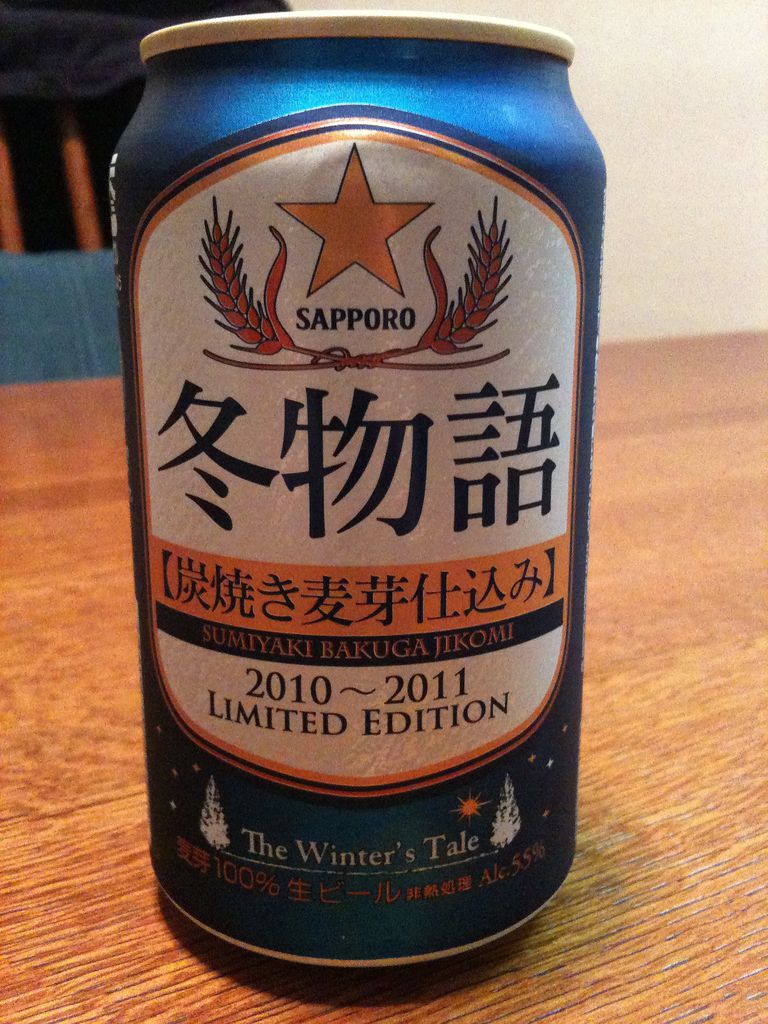 SAPPORO
冬物語
【炭焼き麦芽仕込み】
SUMIYAKI BAKUGA JIKOMI
2010～2011
LIMITED EDITION
The Winter's Tale
麦芽100% 生ビール 非熱処理 Alc.5.5%